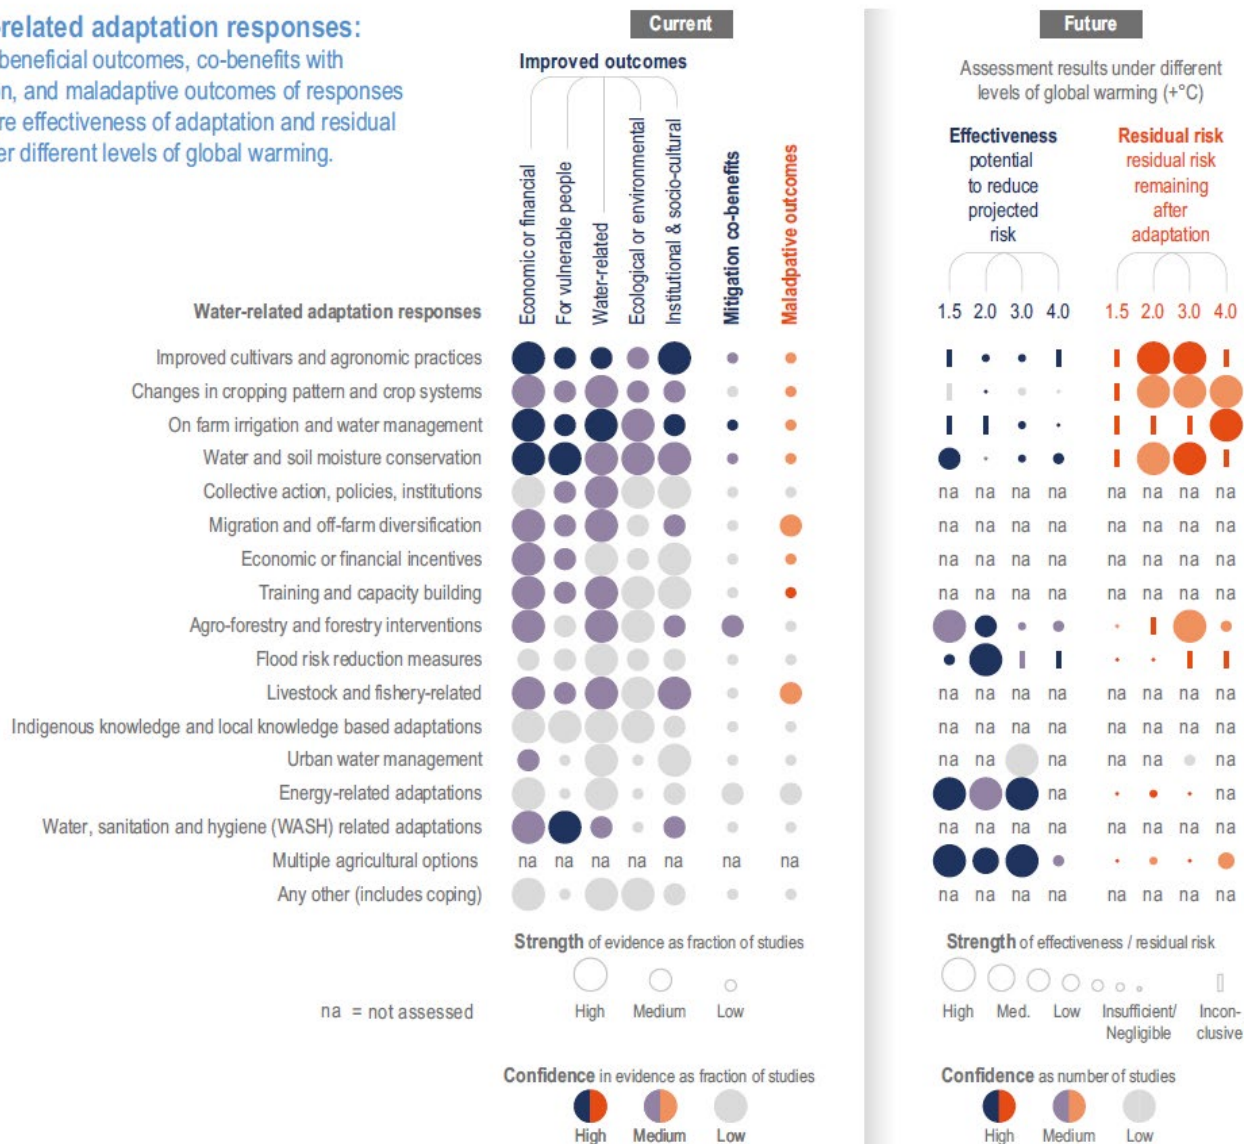 -related adaptation responses:
beneficial outcomes, co-benefits with
n, and maladaptive outcomes of responses
re effectiveness of adaptation and residual
er different levels of global warming.
Current
Improved outcomes
Economic or financial
For vulnerable people
Water-related
Ecological or environmental
Institutional & socio-cultural
Mitigation co-benefits
Maladpative outcomes
Future
Assessment results under different
levels of global warming (+°C)
Effectiveness
potential
to reduce
projected
risk
Residual risk
residual risk
remaining
after
adaptation
Water-related adaptation responses
1.5 2.0 3.0 4.0 1.5 2.0 3.0 4.0
Improved cultivars and agronomic practices
Changes in cropping pattern and crop systems
On farm irrigation and water management
Water and soil moisture conservation
Collective action, policies, institutions na na na na na na na na
Migration and off-farm diversification na na na na na na na na
Economic or financial incentives na na na na na na na na
Training and capacity building na na na na na na na na
Agro-forestry and forestry interventions
Flood risk reduction measures
Livestock and fishery-related na na na na na na na na
Indigenous knowledge and local knowledge based adaptations na na na na na na na na
Urban water management na na na na na na
Energy-related adaptations na na
Water, sanitation and hygiene (WASH) related adaptations na na na na na na na na
Multiple agricultural options na na na na na na na
Any other (includes coping) na na na na na na na na
na = not assessed
Strength of evidence as fraction of studies
High Medium Low
Confidence in evidence as fraction of studies
High Medium Low
Strength of effectiveness / residual risk
High Med. Low Insufficient/ Incon-
Negligible clusive
Confidence as number of studies
High Medium Low